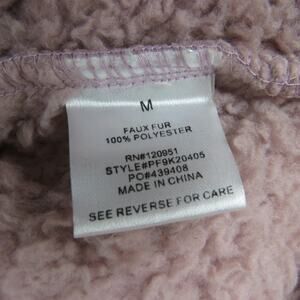 M
FAUX FUR
100% POLYESTER
RN#120951
STYLE#PF9K20405
PO#439408
MADE IN CHINA
SEE REVERSE FOR CARE